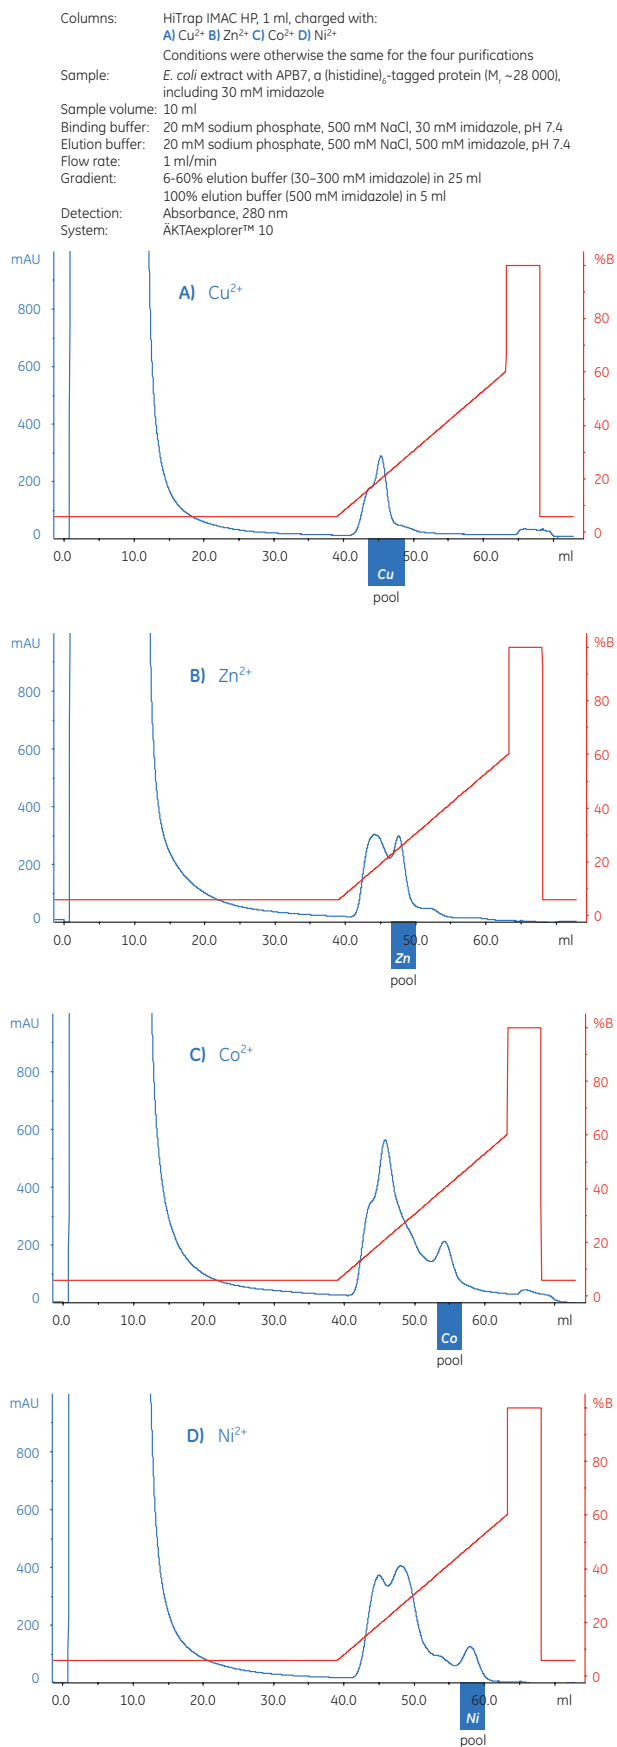 Columns: HiTrap IMAC HP, 1 ml, charged with:
A) Cu²⁺ B) Zn²⁺ C) Co²⁺ D) Ni²⁺
Conditions were otherwise the same for the four purifications
Sample: E. coli extract with APB7, a (histidine)₆-tagged protein (Mᵣ ~28 000),
including 30 mM imidazole
Sample volume: 10 ml
Binding buffer: 20 mM sodium phosphate, 500 mM NaCl, 30 mM imidazole, pH 7.4
Elution buffer: 20 mM sodium phosphate, 500 mM NaCl, 500 mM imidazole, pH 7.4
Flow rate: 1 ml/min
Gradient: 6-60% elution buffer (30–300 mM imidazole) in 25 ml
100% elution buffer (500 mM imidazole) in 5 ml
Detection: Absorbance, 280 nm
System: ÄKTAexplorer™ 10
mAU %B
A) Cu²⁺
800 80
600 60
400 40
200 20
0 0
0.0 10.0 20.0 30.0 40.0 50.0 60.0 ml
Cu
pool
mAU %B
B) Zn²⁺
800 80
600 60
400 40
200 20
0 0
0.0 10.0 20.0 30.0 40.0 50.0 60.0 ml
Zn
pool
mAU %B
C) Co²⁺
800 80
600 60
400 40
200 20
0 0
0.0 10.0 20.0 30.0 40.0 50.0 60.0 ml
Co
pool
mAU %B
D) Ni²⁺
800 80
600 60
400 40
200 20
0 0
0.0 10.0 20.0 30.0 40.0 50.0 60.0 ml
Ni
pool